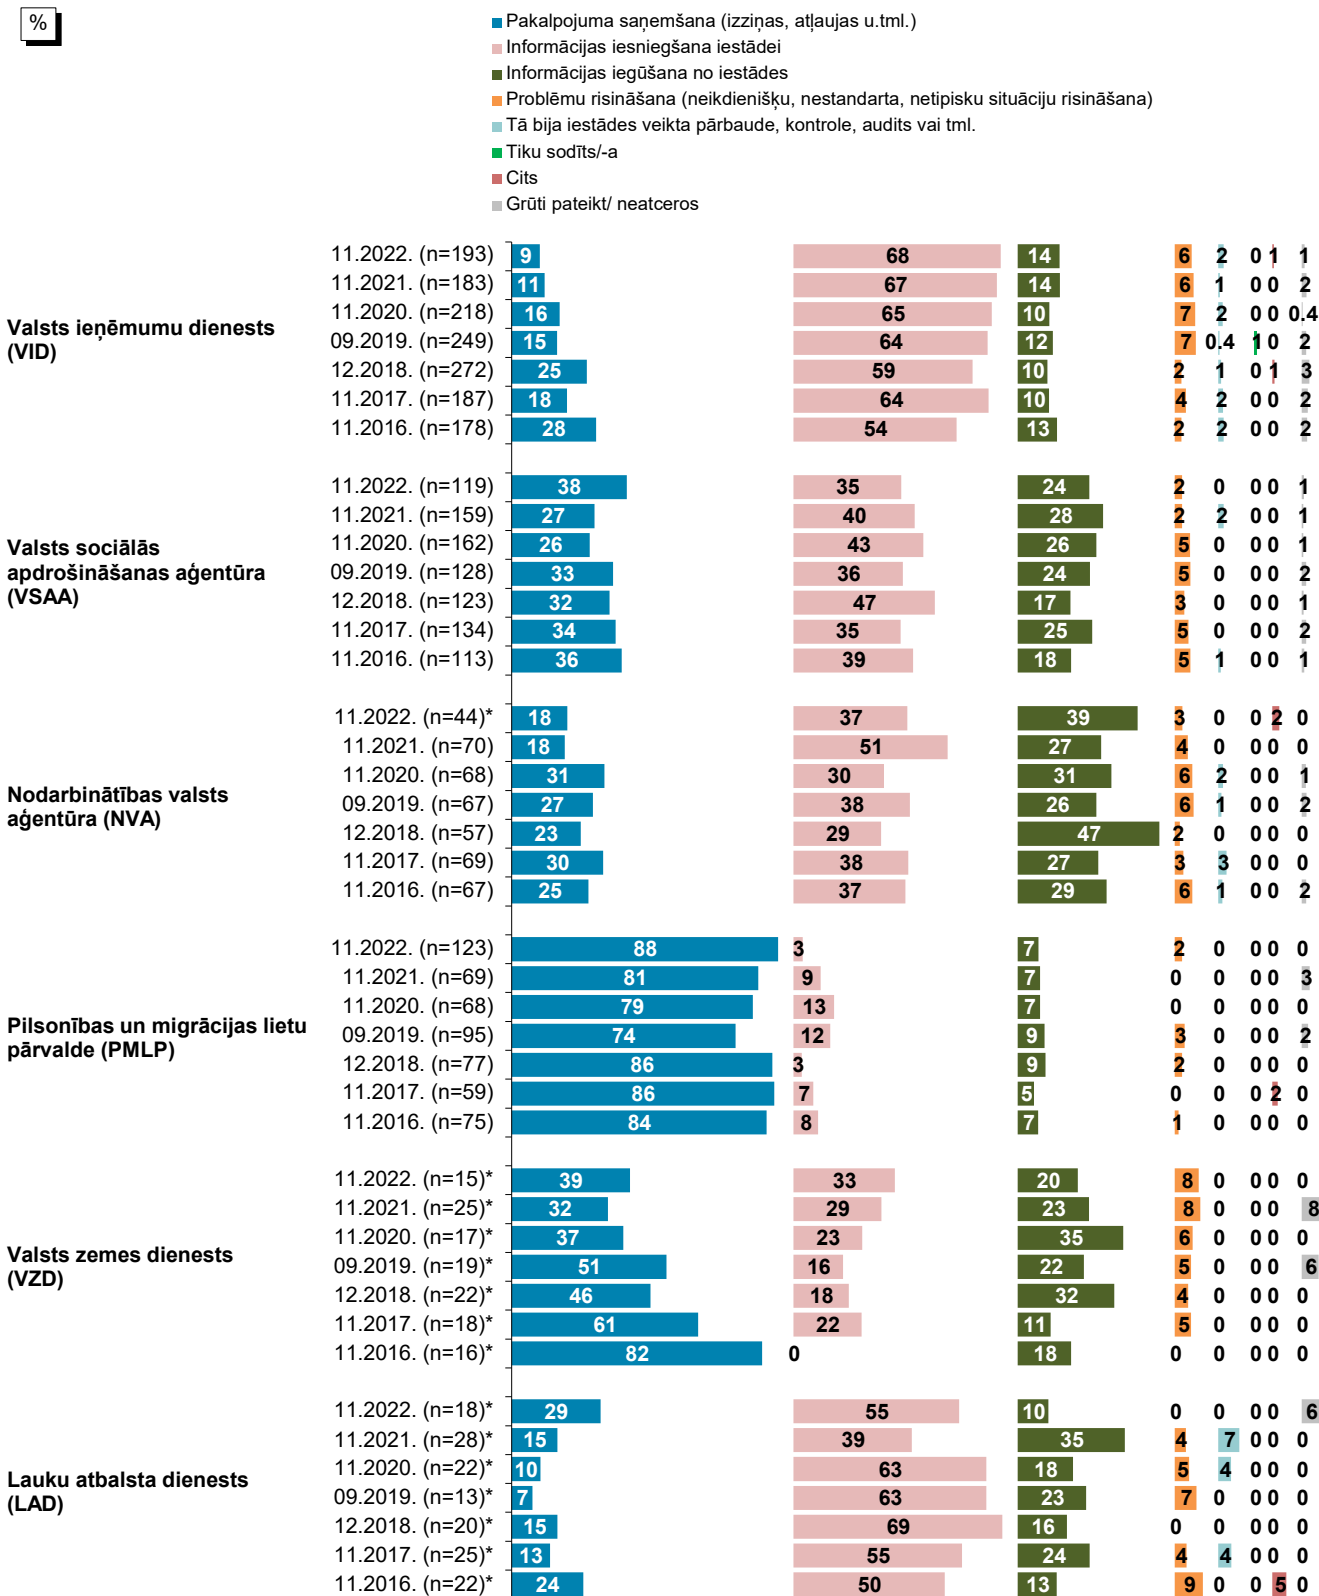 %
Pakalpojuma saņemšana (izziņas, atļaujas u.tml.)
Informācijas iesniegšana iestādei
Informācijas iegūšana no iestādes
Problēmu risināšana (neikdienišķu, nestandarta, netipisku situāciju risināšana)
Tā bija iestādes veikta pārbaude, kontrole, audits vai tml.
Tiku sodīts/-a
Cits
Grūti pateikt/ neatceros
Valsts ieņēmumu dienests
(VID)
11.2022. (n=193) 9 68 14 6 2 0 1 1
11.2021. (n=183) 11 67 14 6 1 0 0 2
11.2020. (n=218) 16 65 10 7 2 0 0 0.4
09.2019. (n=249) 15 64 12 7 0.4 1 0 2
12.2018. (n=272) 25 59 10 2 1 0 1 3
11.2017. (n=187) 18 64 10 4 2 0 0 2
11.2016. (n=178) 28 54 13 2 2 0 0 2
Valsts sociālās
apdrošināšanas aģentūra
(VSAA)
11.2022. (n=119) 38 35 24 2 0 0 0 1
11.2021. (n=159) 27 40 28 2 2 0 0 1
11.2020. (n=162) 26 43 26 5 0 0 0 1
09.2019. (n=128) 33 36 24 5 0 0 0 2
12.2018. (n=123) 32 47 17 3 0 0 0 1
11.2017. (n=134) 34 35 25 5 0 0 0 2
11.2016. (n=113) 36 39 18 5 1 0 0 1
Nodarbinātības valsts
aģentūra (NVA)
11.2022. (n=44)* 18 37 39 3 0 0 2 0
11.2021. (n=70) 18 51 27 4 0 0 0 0
11.2020. (n=68) 31 30 31 6 2 0 0 1
09.2019. (n=67) 27 38 26 6 1 0 0 2
12.2018. (n=57) 23 29 47 2 0 0 0 0
11.2017. (n=69) 30 38 27 3 3 0 0 0
11.2016. (n=67) 25 37 29 6 1 0 0 2
Pilsonības un migrācijas lietu
pārvalde (PMLP)
11.2022. (n=123) 88 3 7 2 0 0 0 0
11.2021. (n=69) 81 9 7 0 0 0 0 3
11.2020. (n=68) 79 13 7 0 0 0 0 0
09.2019. (n=95) 74 12 9 3 0 0 0 2
12.2018. (n=77) 86 3 9 2 0 0 0 0
11.2017. (n=59) 86 7 5 0 0 0 2 0
11.2016. (n=75) 84 8 7 1 0 0 0 0
Valsts zemes dienests
(VZD)
11.2022. (n=15)* 39 33 20 8 0 0 0 0
11.2021. (n=25)* 32 29 23 8 0 0 0 8
11.2020. (n=17)* 37 23 35 6 0 0 0 0
09.2019. (n=19)* 51 16 22 5 0 0 0 6
12.2018. (n=22)* 46 18 32 4 0 0 0 0
11.2017. (n=18)* 61 22 11 5 0 0 0 0
11.2016. (n=16)* 82 0 18 0 0 0 0 0
Lauku atbalsta dienests
(LAD)
11.2022. (n=18)* 29 55 10 0 0 0 0 6
11.2021. (n=28)* 15 39 35 4 7 0 0 0
11.2020. (n=22)* 10 63 18 5 4 0 0 0
09.2019. (n=13)* 7 63 23 7 0 0 0 0
12.2018. (n=20)* 15 69 16 0 0 0 0 0
11.2017. (n=25)* 13 55 24 4 4 0 0 0
11.2016. (n=22)* 24 50 13 9 0 0 5 0